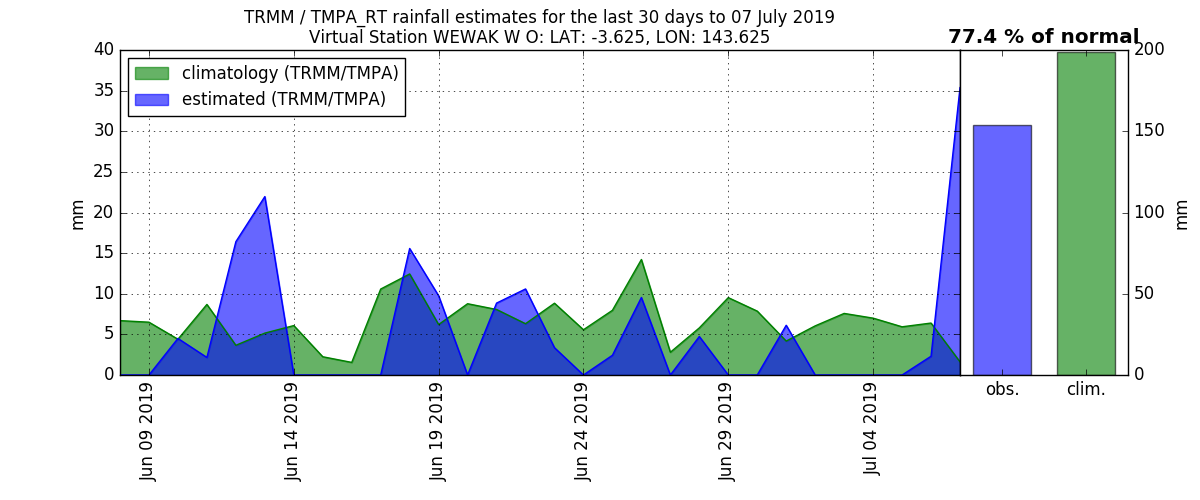 TRMM / TMPA_RT rainfall estimates for the last 30 days to 07 July 2019
Virtual Station WEWAK W O: LAT: -3.625, LON: 143.625
77.4 % of normal
climatology (TRMM/TMPA)
estimated (TRMM/TMPA)
40
35
30
25
20
15
10
5
0
mm
Jun 09 2019
Jun 14 2019
Jun 19 2019
Jun 24 2019
Jun 29 2019
Jul 04 2019
obs.
clim.
200
150
100
50
0
mm